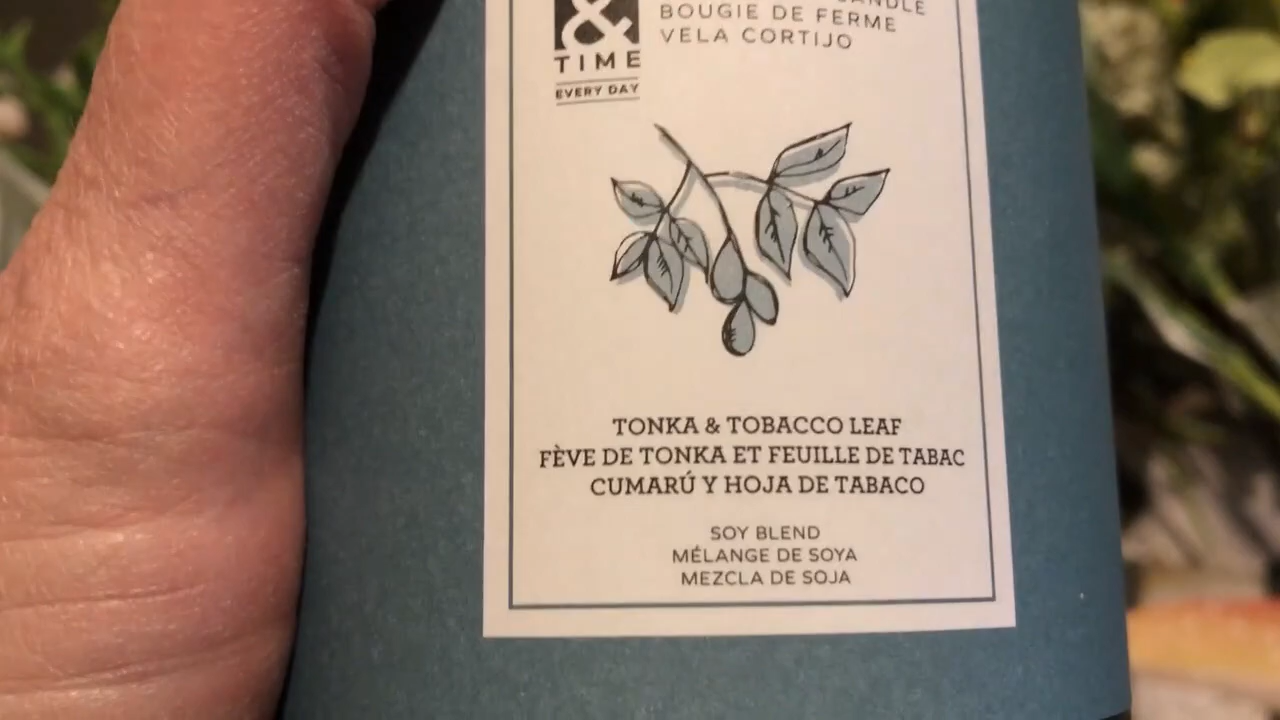 &
TIME
EVERY DAY
CANDLE
BOUGIE DE FERME
VELA CORTIJO
TONKA & TOBACCO LEAF
FÈVE DE TONKA ET FEUILLE DE TABAC
CUMARÚ Y HOJA DE TABACO
SOY BLEND
MÉLANGE DE SOYA
MEZCLA DE SOJA